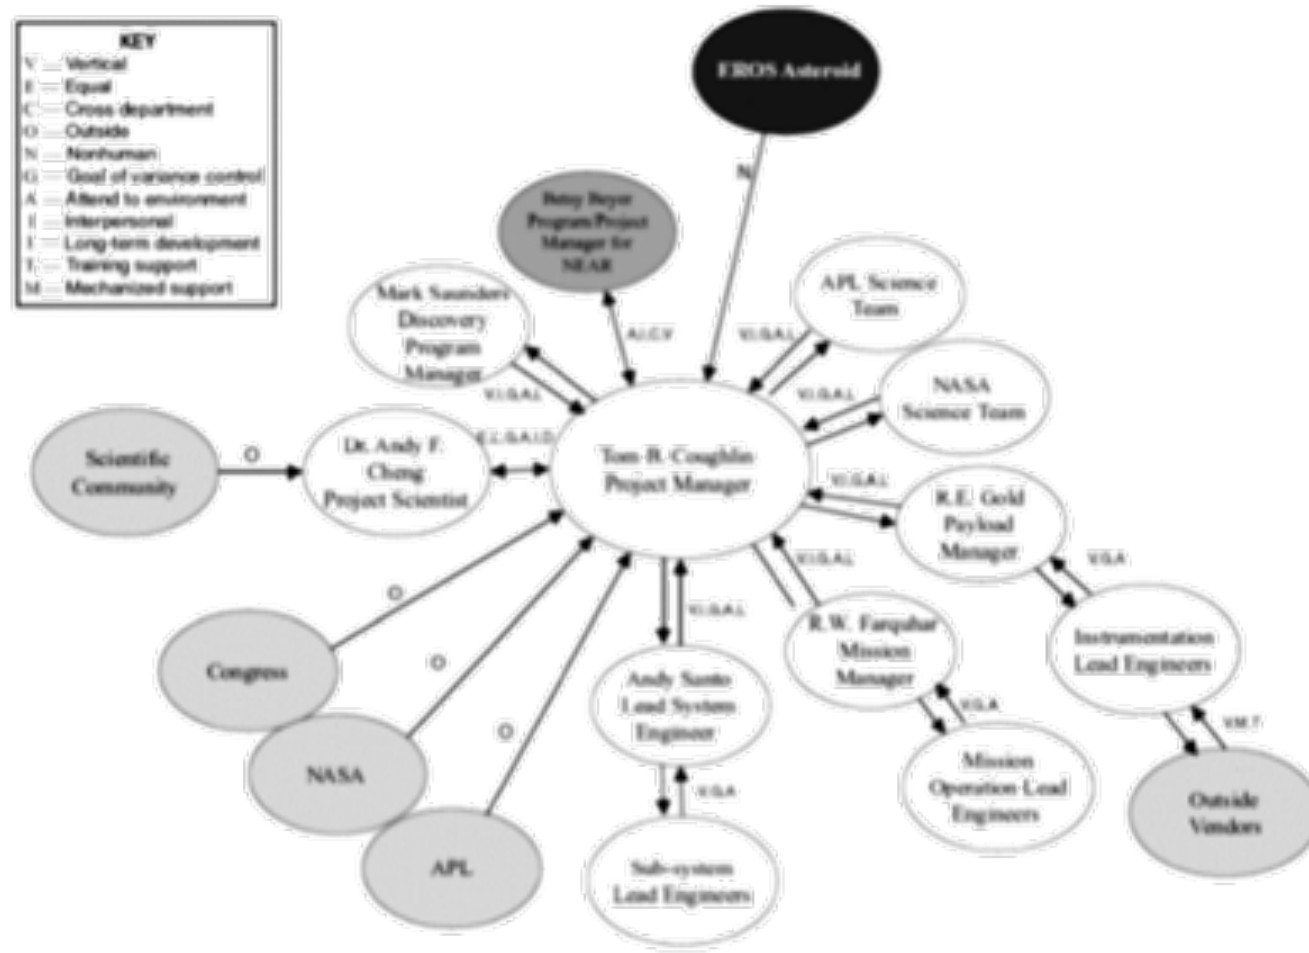 KEY
V — Vertical
E — Equal
C — Cross department
O — Outside
N — Nonhuman
G — Goal of variance control
A — Attend to environment
I — Interpersonal
Long-term development
Training support
M — Mechanized support
EROS Asteroid
N
Betsy Beyer
Program/Project
Manager for
NEAR
A,I,C,V
Mark Saunders
Discovery
Program
Manager
V,I,G,A,L
APL Science
Team
V,I,G,A,L
NASA
Science Team
V,I,G,A,L
Scientific
Community
O
Dr. Andy F.
Cheng
Project Scientist
Tom B. Coughlin
Project Manager
R.E. Gold
Payload
Manager
V,I,G,A,L
V,G,A
Instrumentation
Lead Engineers
Outside
Vendors
R.W. Farquhar
Mission
Manager
V,I,G,A,L
V,G,A
Mission
Operation Lead
Engineers
Andy Santo
Lead System
Engineer
V,I,G,A,L
V,G,A
Sub-system
Lead Engineers
Congress
O
NASA
O
APL
O